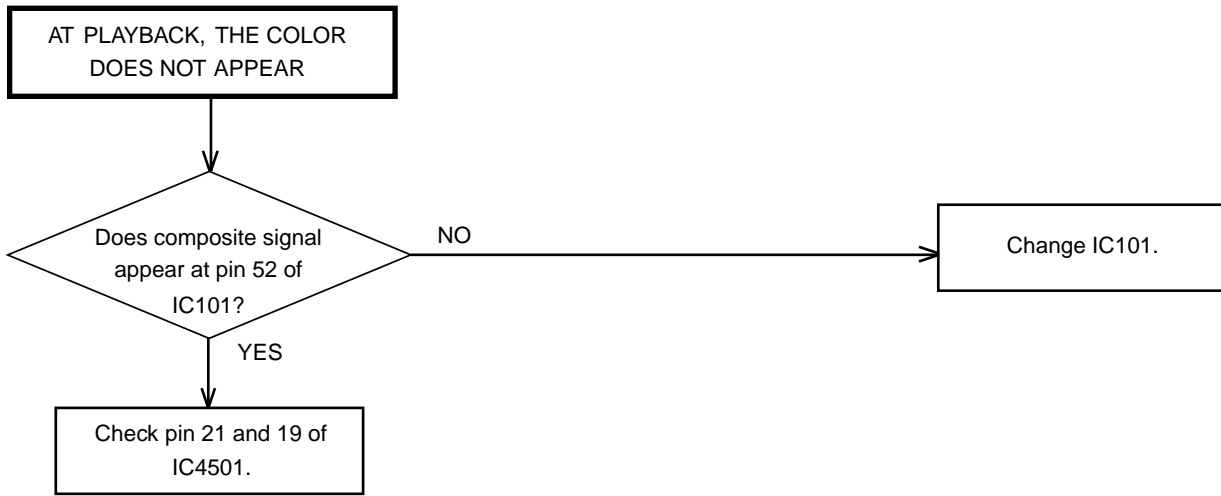 AT PLAYBACK, THE COLOR
DOES NOT APPEAR
Does composite signal
appear at pin 52 of
IC101?
NO
Change IC101.
YES
Check pin 21 and 19 of
IC4501.